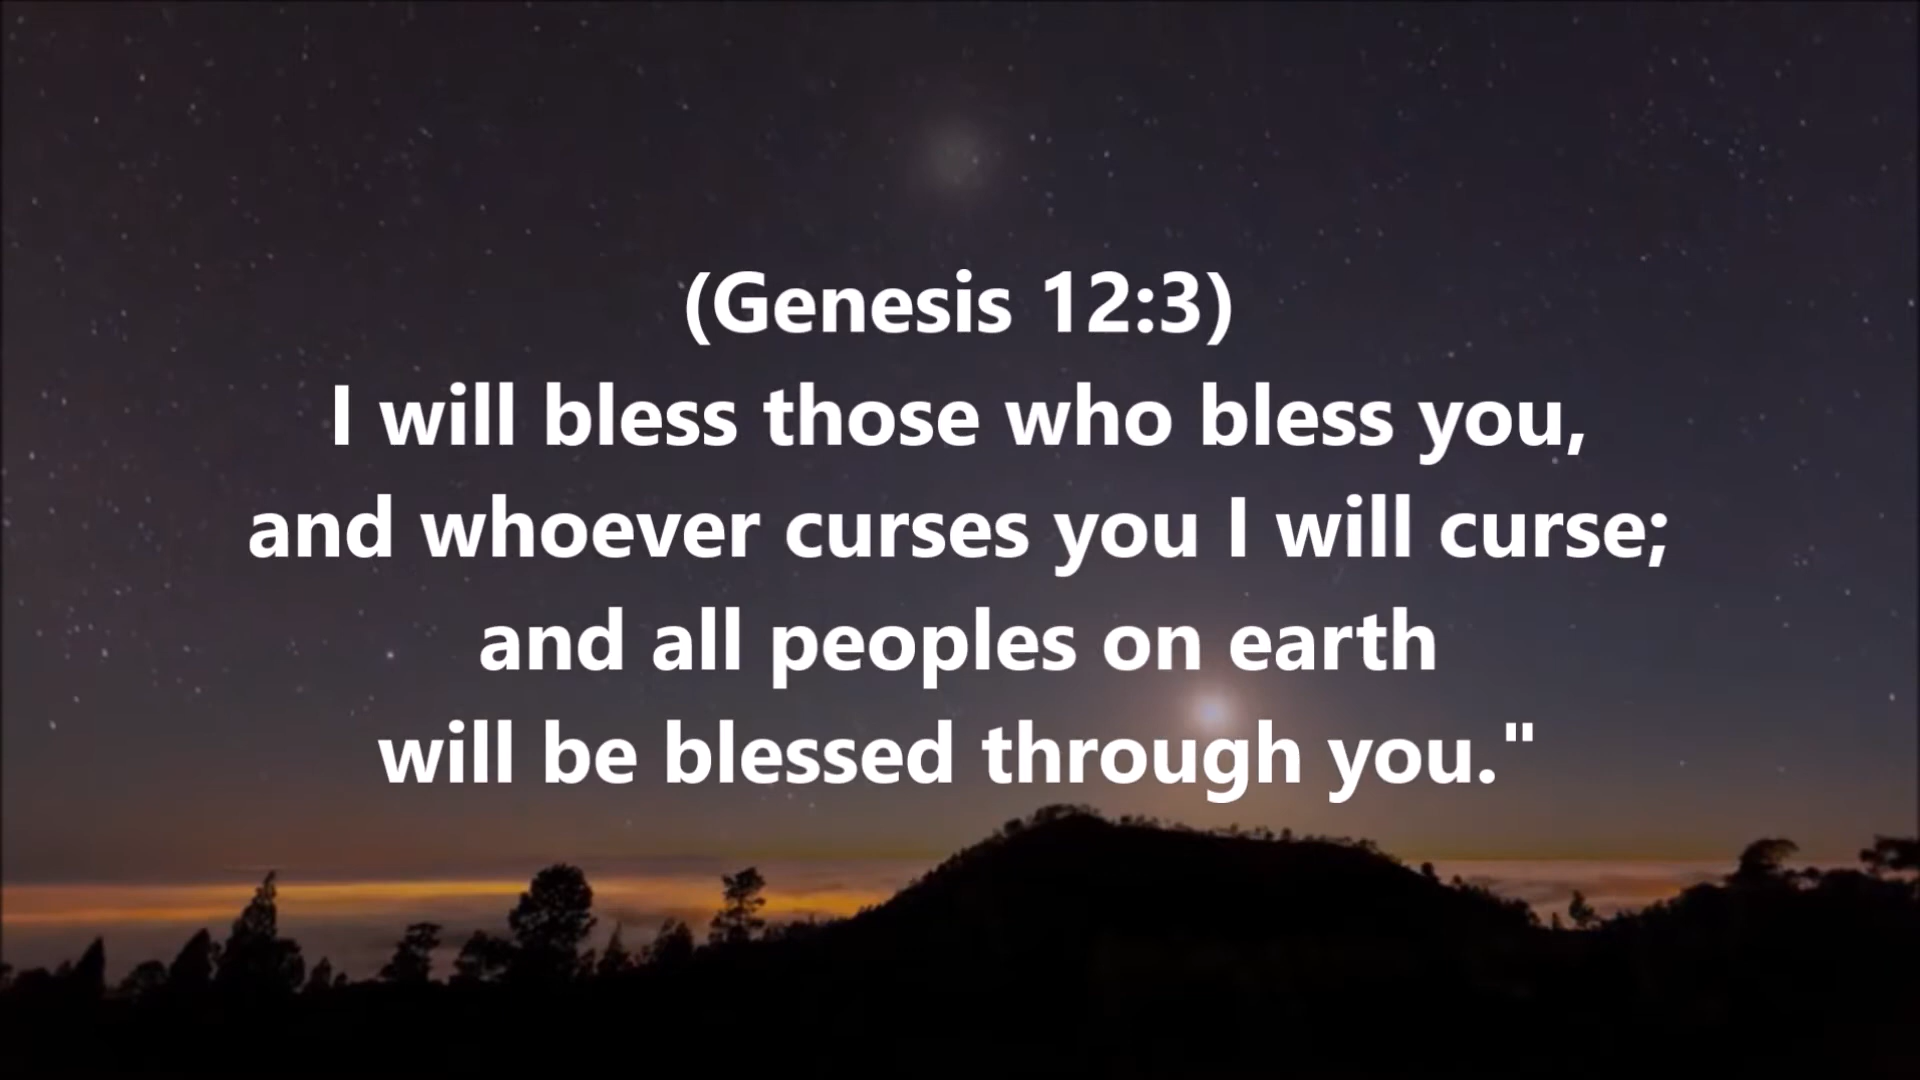 (Genesis 12:3)
I will bless those who bless you,
and whoever curses you I will curse;
and all peoples on earth
will be blessed through you."